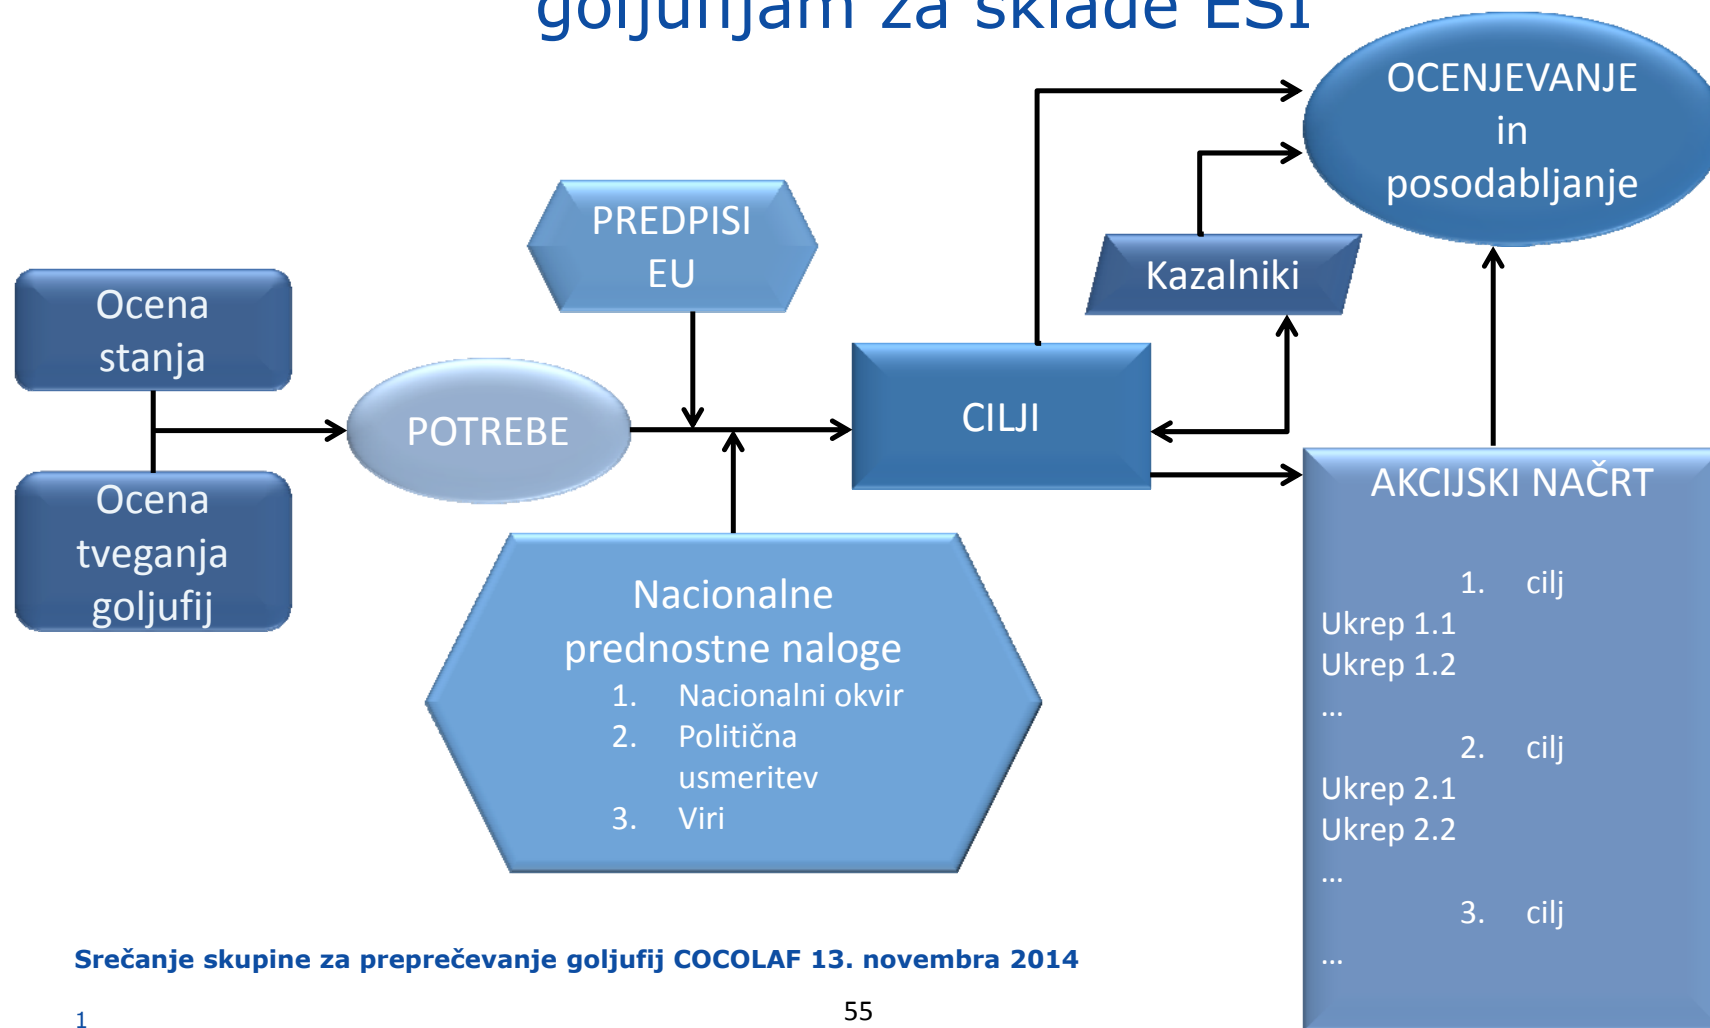 goljufijam za sklade ESI
OCENJEVANJE
in
posodabljanje
PREDPISI
EU
Kazalniki
Ocena
stanja
POTREBE
CILJI
Ocena
tveganja
goljufij
Nacionalne
prednostne naloge
1. Nacionalni okvir
2. Politična
usmeritev
3. Viri
AKCIJSKI NAČRT
1. cilj
Ukrep 1.1
Ukrep 1.2
...
2. cilj
Ukrep 2.1
Ukrep 2.2
...
3. cilj
...
Srečanje skupine za preprečevanje goljufij COCOLAF 13. novembra 2014
1
55